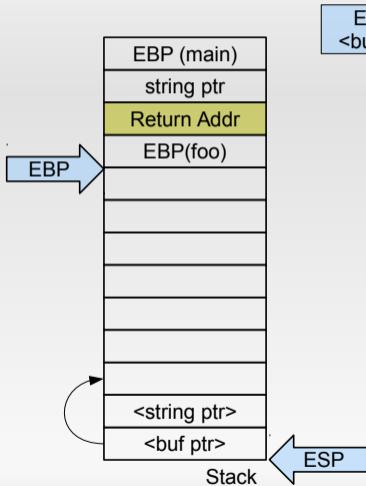 EBP (main)
string ptr
Return Addr
EBP(foo)
EBP
<string ptr>
<buf ptr>
ESP
Stack